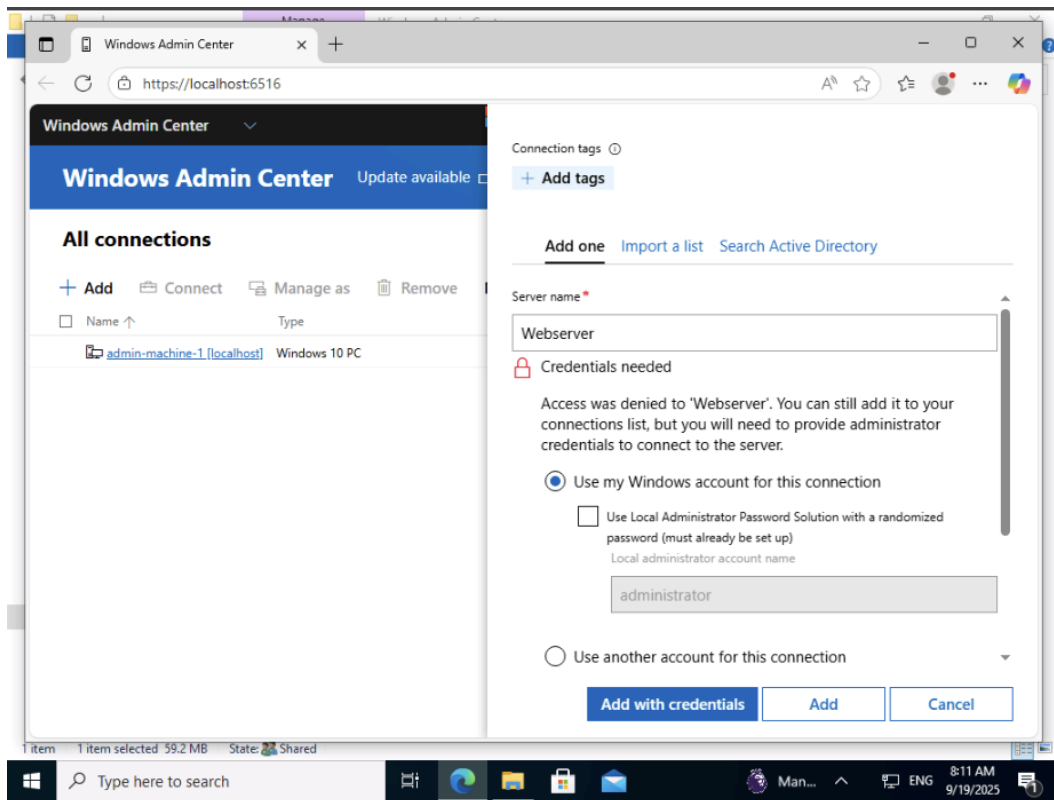 Manage
Windows Admin Center
https://localhost:6516
Windows Admin Center
Windows Admin Center Update available
All connections
Add Connect Manage as Remove
Name Type
admin-machine-1 [localhost] Windows 10 PC
Connection tags
Add tags
Add one Import a list Search Active Directory
Server name *
Webserver
Credentials needed
Access was denied to 'Webserver'. You can still add it to your
connections list, but you will need to provide administrator
credentials to connect to the server.
Use my Windows account for this connection
Use Local Administrator Password Solution with a randomized
password (must already be set up)
Local administrator account name
administrator
Use another account for this connection
Add with credentials Add Cancel
1 item 1 item selected 59.2 MB State: Shared
Type here to search
Man... ENG 8:11 AM
9/19/2025
1